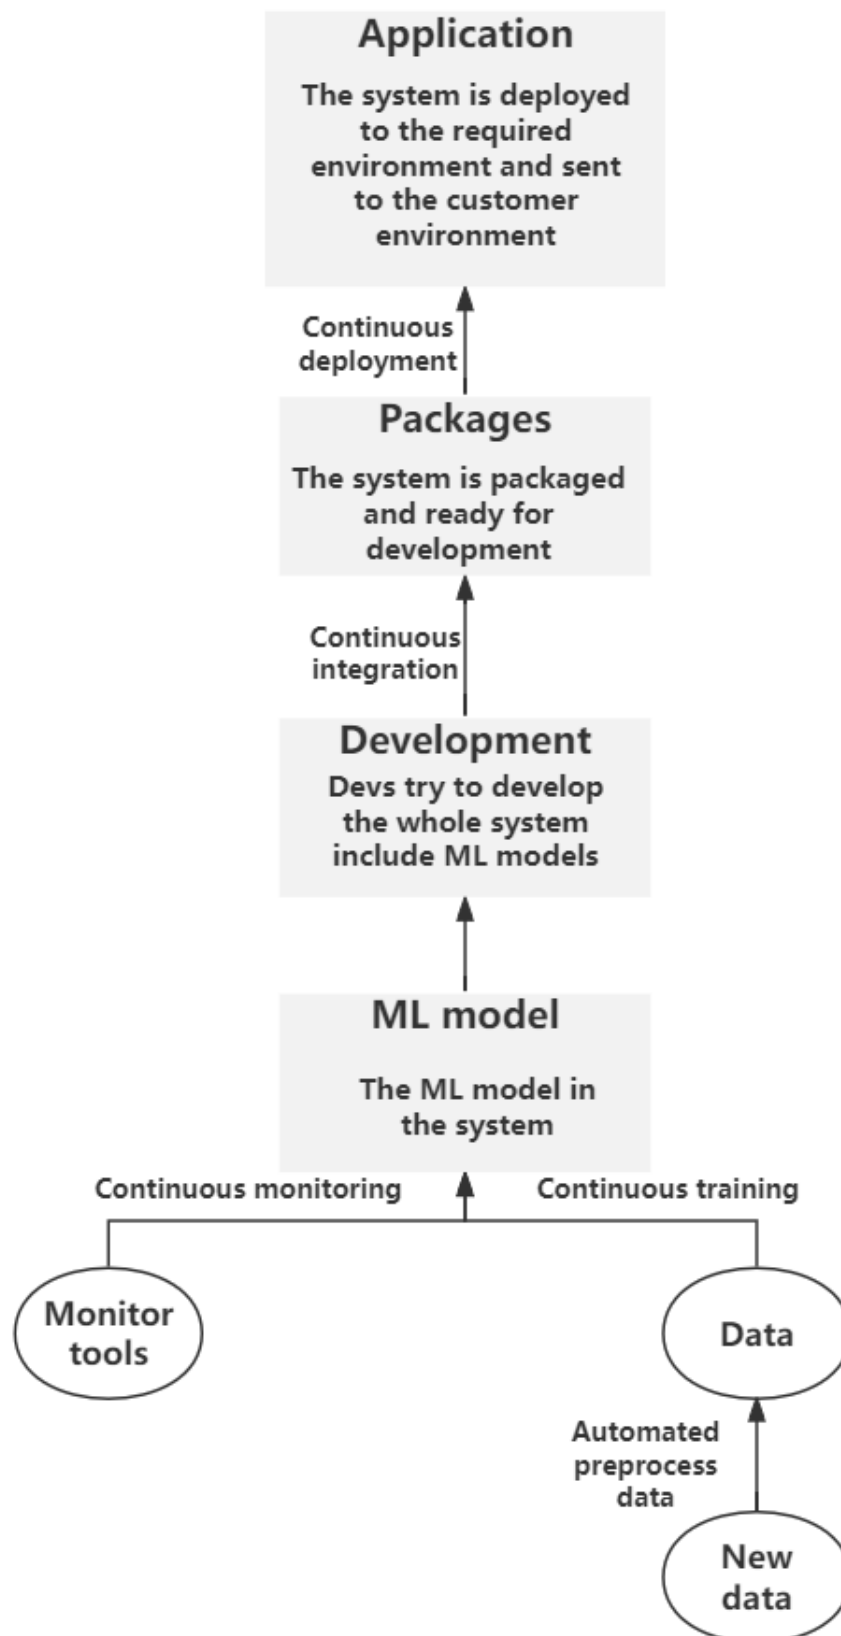 Application
The system is deployed
to the required
environment and sent
to the customer
environment
Continuous
deployment
Packages
The system is packaged
and ready for
development
Continuous
integration
Development
Devs try to develop
the whole system
include ML models
ML model
The ML model in
the system
Continuous monitoring
Continuous training
Monitor
tools
Data
Automated
preprocess
data
New
data